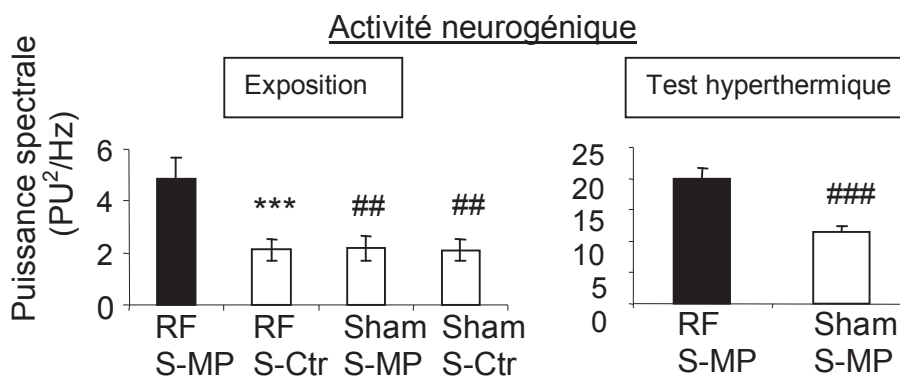 Activité neurogénique
Exposition
Test hyperthermique
Puissance spectrale
(PU²/Hz)
6
4
2
0
***
##
##
RF
S-MP
RF
S-Ctr
Sham
S-MP
Sham
S-Ctr
25
20
15
10
5
0
###
RF
S-MP
Sham
S-MP